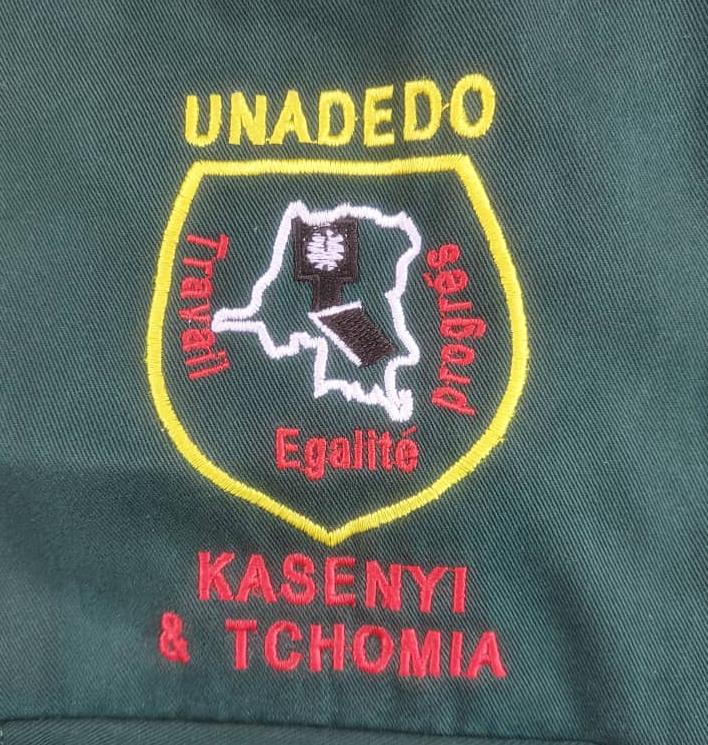 UNADEDO
Travail
progrés
Egalité
KASENYI
& TCHOMIA